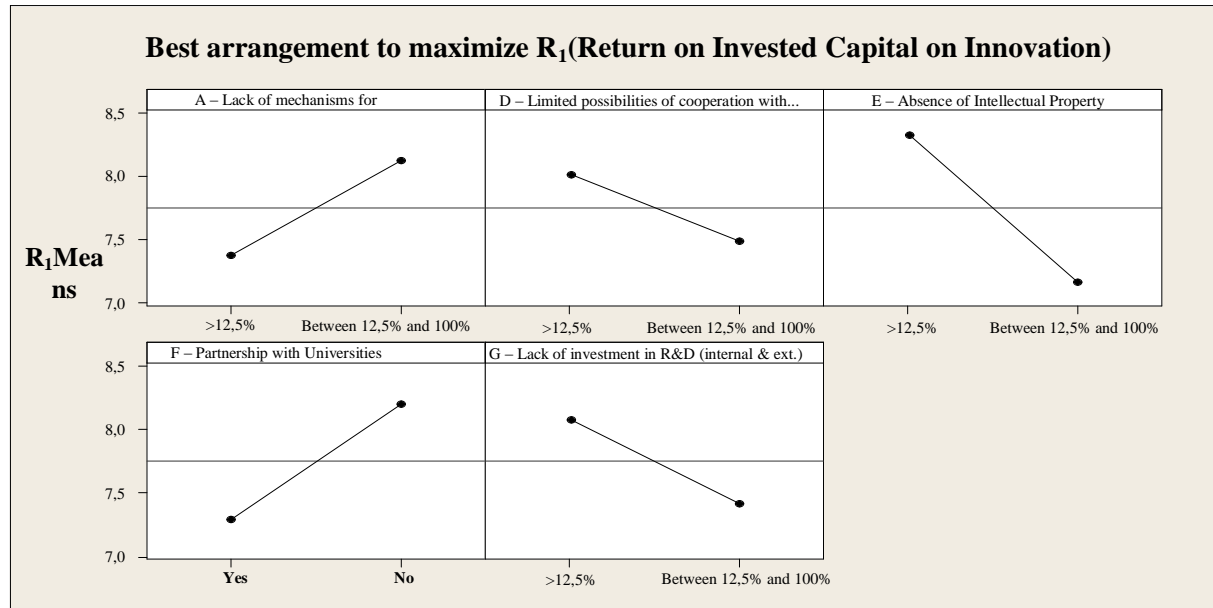 Best arrangement to maximize R₁(Return on Invested Capital on Innovation)
A – Lack of mechanisms for
D – Limited possibilities of cooperation with...
E – Absence of Intellectual Property
8,5
8,0
7,5
7,0
R₁Mea
ns
>12,5%
Between 12,5% and 100%
>12,5%
Between 12,5% and 100%
>12,5%
Between 12,5% and 100%
F – Partnership with Universities
G – Lack of investment in R&D (internal & ext.)
8,5
8,0
7,5
7,0
Yes
No
>12,5%
Between 12,5% and 100%